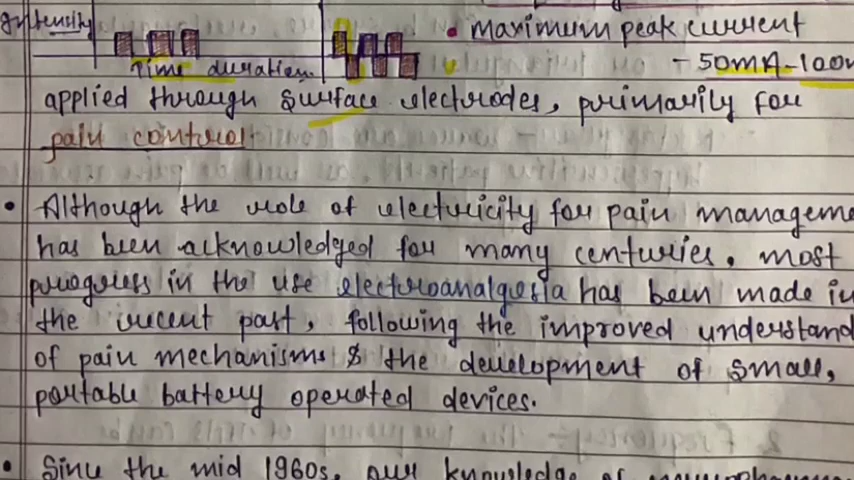 Intensity
• maximum peak current
Time duration.
- 50mA-100m
applied through surface electrodes, primarily for
pain control
• Although the role of electricity for pain manageme
has been acknowledged for many centuries. most
progress in the use electroanalgesia has been made in
the recent past, following the improved understand
of pain mechanisms & the development of small,
portable battery operated devices.
• Since the mid 1960s, our knowledge of